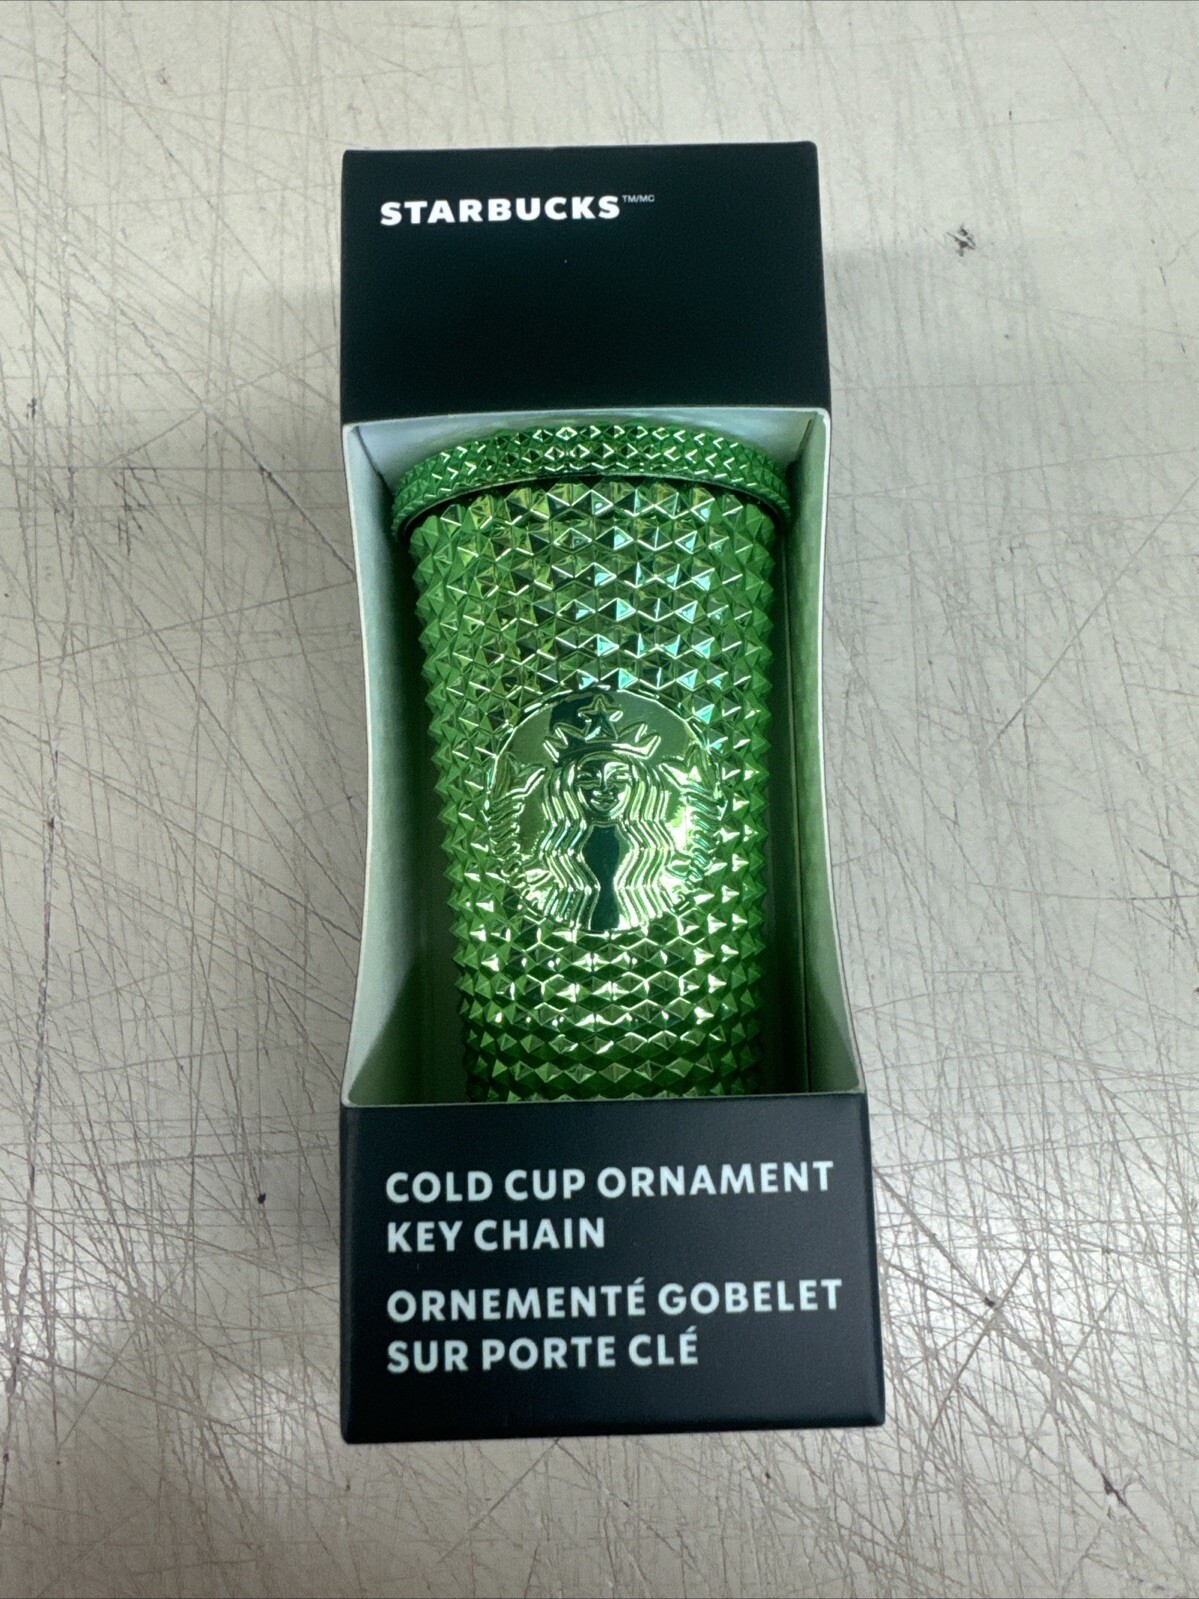 STARBUCKS™/MC
COLD CUP ORNAMENT
KEY CHAIN
ORNEMENTÉ GOBELET
SUR PORTE CLÉ